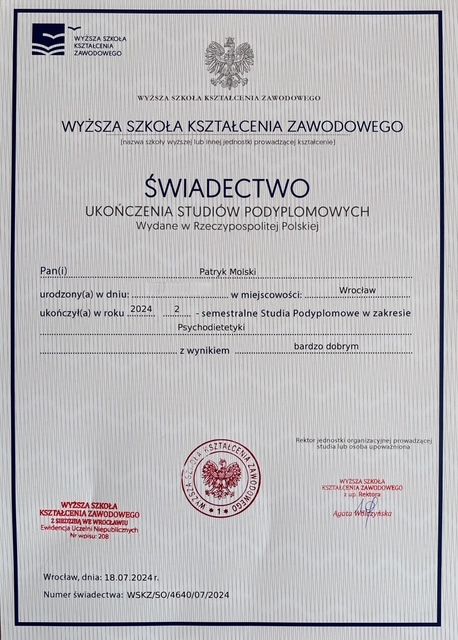 WYŻSZA SZKOŁA
KSZTAŁCENIA
ZAWODOWEGO
WYŻSZA SZKOŁA KSZTAŁCENIA ZAWODOWEGO
WYŻSZA SZKOŁA KSZTAŁCENIA ZAWODOWEGO
(nazwa szkoły wyższej lub innej jednostki prowadzącej kształcenie)
ŚWIADECTWO
UKOŃCZENIA STUDIÓW PODYPLOMOWYCH
Wydane w Rzeczypospolitej Polskiej
Pan(i) Patryk Molski
urodzony(a) w dniu: w miejscowości: Wrocław
ukończył(a) w roku 2024 2 - semestralne Studia Podyplomowe w zakresie
Psychodietetyki
z wynikiem bardzo dobrym
Rektor jednostki organizacyjnej prowadzącej
studia lub osoba upoważniona
WYŻSZA SZKOŁA KSZTAŁCENIA ZAWODOWEGO
1
WYŻSZA SZKOŁA
KSZTAŁCENIA ZAWODOWEGO
z up. Rektora
Agata Wołczyńska
WYŻSZA SZKOŁA
KSZTAŁCENIA ZAWODOWEGO
Z SIEDZIBĄ WE WROCŁAWIU
Ewidencja Uczelni Niepublicznych
Nr wpisu: 208
Wrocław, dnia: 18.07.2024 r.
Numer świadectwa: WSKZ/SO/4640/07/2024